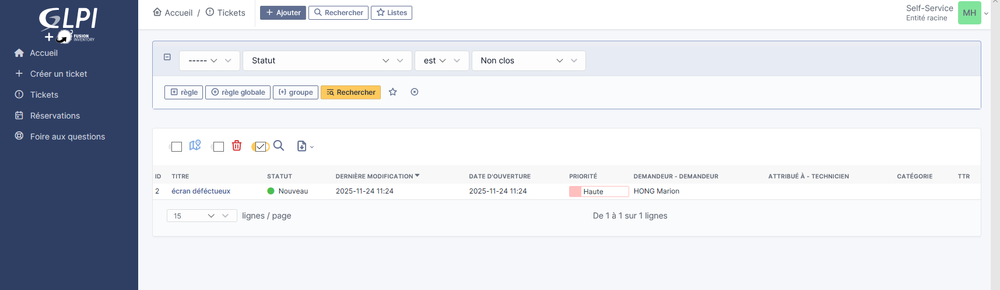 GLPI
+ FUSION
INVENTORY
Accueil
Créer un ticket
Tickets
Réservations
Foire aux questions
Accueil / Tickets
Ajouter
Rechercher
Listes
Self-Service
Entité racine
MH
-----
Statut
est
Non clos
règle
règle globale
groupe
Rechercher
ID TITRE STATUT DERNIÈRE MODIFICATION DATE D'OUVERTURE PRIORITÉ DEMANDEUR - DEMANDEUR ATTRIBUÉ À - TECHNICIEN CATÉGORIE TTR
2 écran déféctueux Nouveau 2025-11-24 11:24 2025-11-24 11:24 Haute HONG Marion
15 lignes / page De 1 à 1 sur 1 lignes